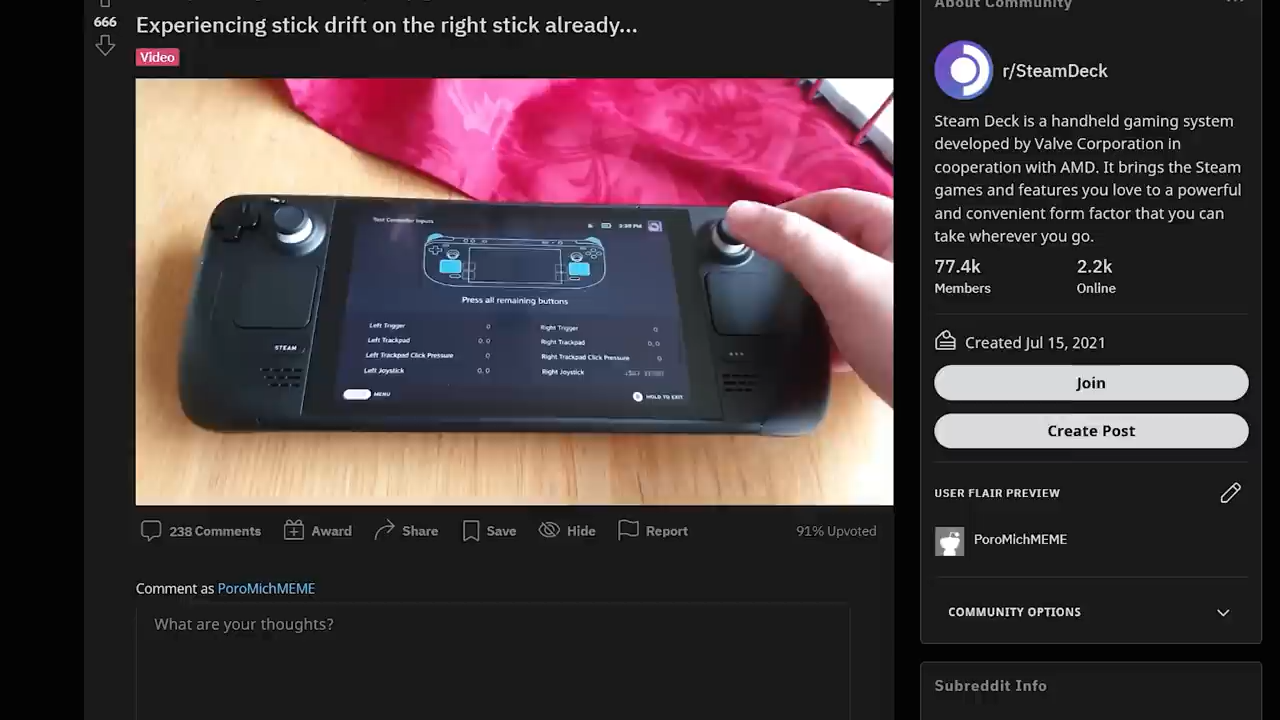 About Community
666
Experiencing stick drift on the right stick already...
Video
Test Controller Inputs
3:39 PM
Press all remaining buttons
Left Trigger 0
Right Trigger 0
Left Trackpad 0, 0
Right Trackpad 0, 0
Left Trackpad Click Pressure 0
Right Trackpad Click Pressure 0
Left Joystick 0, 0
Right Joystick
MENU
HOLD TO EXIT
STEAM
238 Comments
Award
Share
Save
Hide
Report
91% Upvoted
Comment as PoroMichMEME
What are your thoughts?
r/SteamDeck
Steam Deck is a handheld gaming system
developed by Valve Corporation in
cooperation with AMD. It brings the Steam
games and features you love to a powerful
and convenient form factor that you can
take wherever you go.
77.4k
2.2k
Members
Online
Created Jul 15, 2021
Join
Create Post
USER FLAIR PREVIEW
PoroMichMEME
COMMUNITY OPTIONS
Subreddit Info